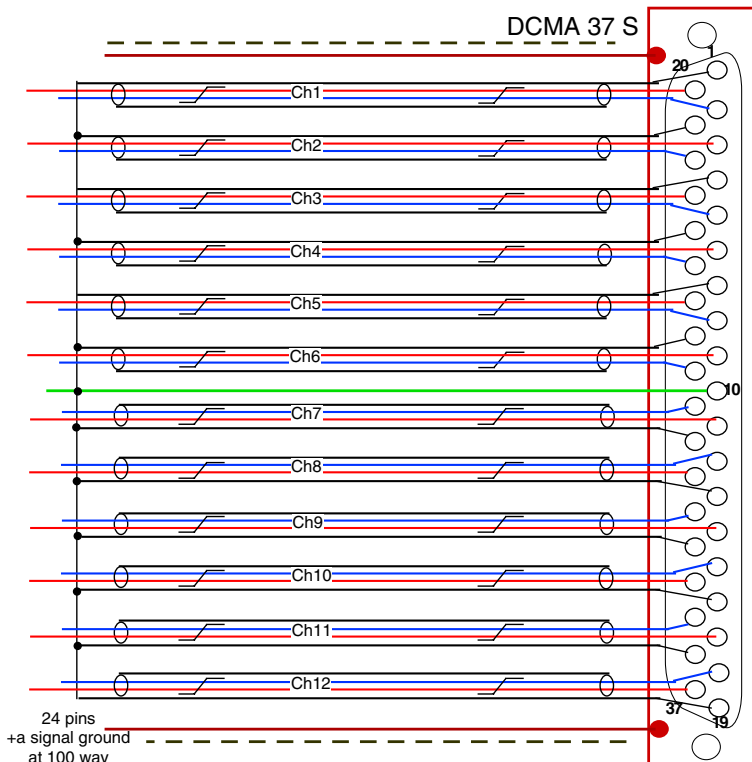 DCMA 37 S
1
20
Ch1
Ch2
Ch3
Ch4
Ch5
Ch6
10
Ch7
Ch8
Ch9
Ch10
Ch11
Ch12
37
19
24 pins
+a signal ground
at 100 way